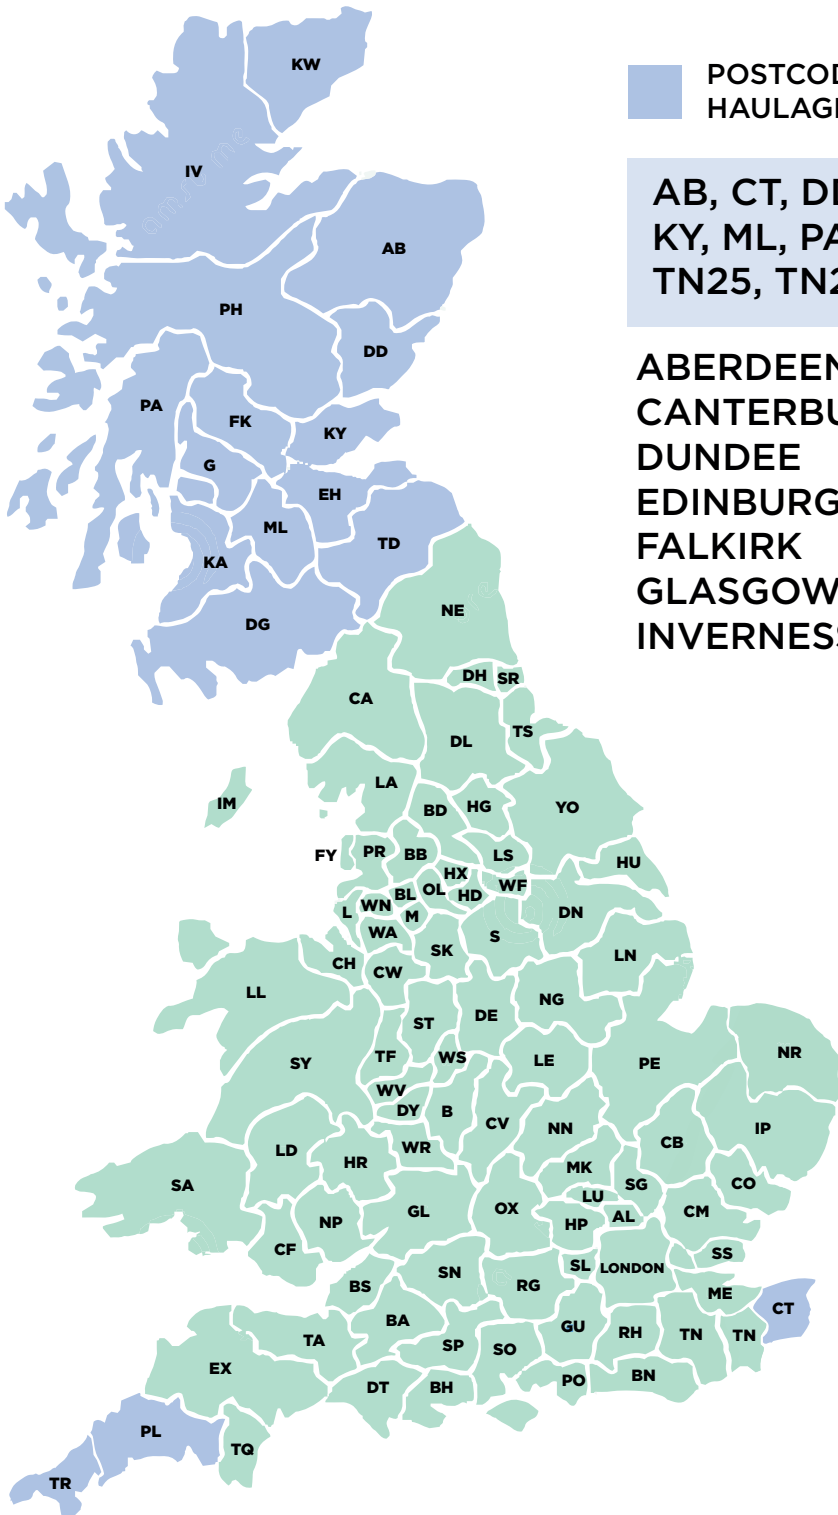 POSTCOD
HAULAG
AB, CT, D
KY, ML, PA
TN25, TN2
ABERDEEN
CANTERBU
DUNDEE
EDINBURG
FALKIRK
GLASGOW
INVERNESS
KW
IV
AB
PH
DD
PA
FK
KY
G
EH
ML
TD
KA
NE
DG
DH
SR
CA
TS
DL
LA
IM
BD
HG
YO
FY
PR
BB
LS
HU
HX
WF
OL
HD
BL
WN
L
M
DN
WA
S
SK
LN
CH
CW
LL
NG
ST
DE
NR
TF
WS
LE
SY
PE
WV
DY
B
CV
NN
IP
CB
WR
LD
HR
MK
SA
SG
CO
LU
NP
GL
OX
HP
AL
CM
CF
SS
SL
LONDON
SN
BS
RG
ME
CT
BA
GU
RH
TN
TN
TA
SP
SO
EX
BN
DT
BH
PO
PL
TQ
TR